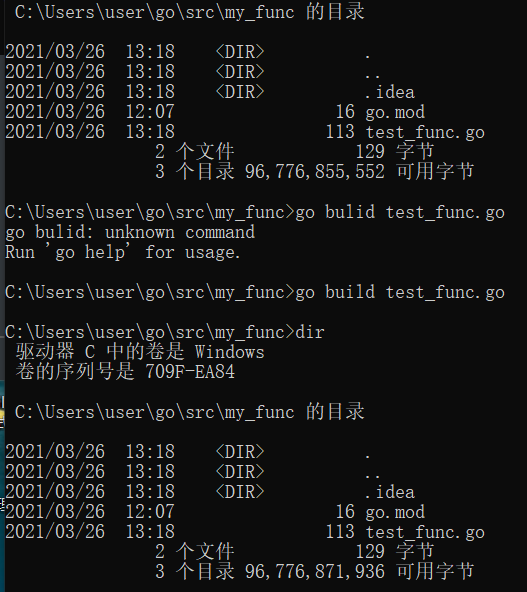 C:\Users\user\go\src\my_func 的目录
2021/03/26  13:18    <DIR>          .
2021/03/26  13:18    <DIR>          ..
2021/03/26  13:18    <DIR>          .idea
2021/03/26  12:07                16 go.mod
2021/03/26  13:18               113 test_func.go
2 个文件            129 字节
3 个目录 96,776,855,552 可用字节
C:\Users\user\go\src\my_func>go bulid test_func.go
go bulid: unknown command
Run 'go help' for usage.
C:\Users\user\go\src\my_func>go build test_func.go
C:\Users\user\go\src\my_func>dir
驱动器 C 中的卷是 Windows
卷的序列号是 709F-EA84
C:\Users\user\go\src\my_func 的目录
2021/03/26  13:18    <DIR>          .
2021/03/26  13:18    <DIR>          ..
2021/03/26  13:18    <DIR>          .idea
2021/03/26  12:07                16 go.mod
2021/03/26  13:18               113 test_func.go
2 个文件            129 字节
3 个目录 96,776,871,936 可用字节